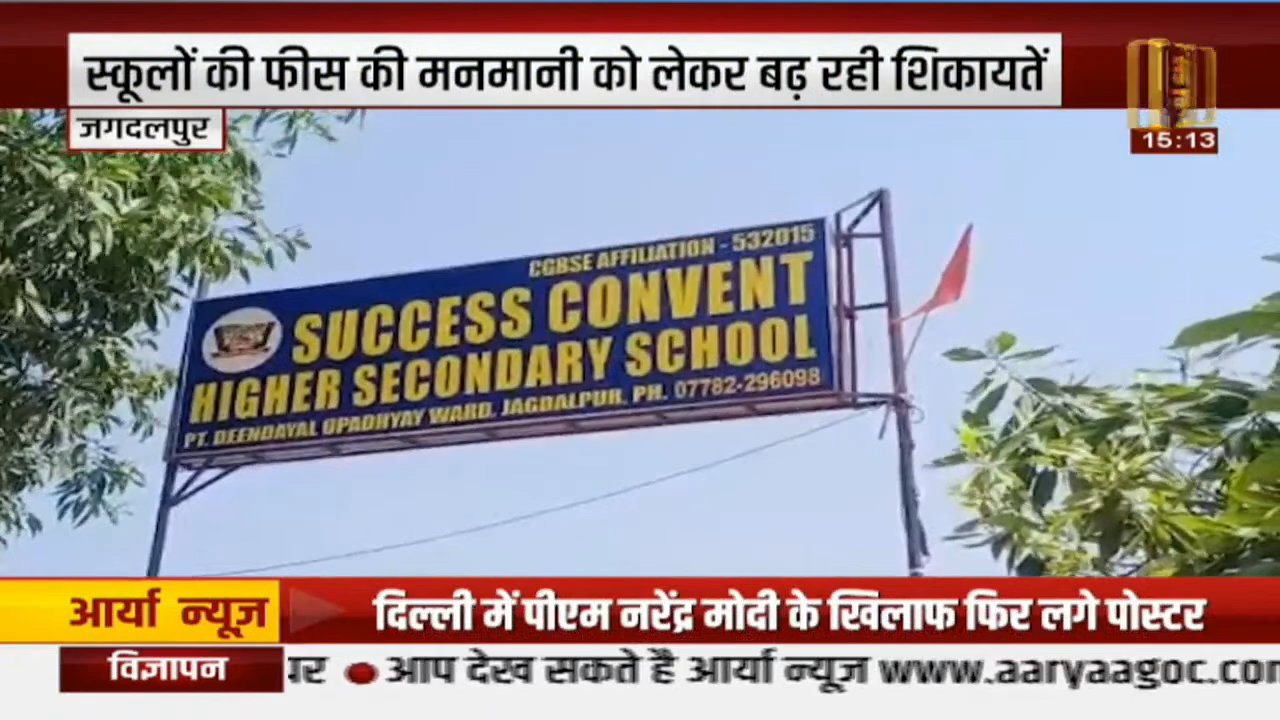 स्कूलों की फीस की मनमानी को लेकर बढ़ रही शिकायतें
जगदलपुर
15:13
CGBSE AFFILIATION - 532015
SUCCESS CONVENT
HIGHER SECONDARY SCHOOL
PT. DEENDAYAL UPADHYAY WARD, JAGDALPUR, PH. 07782-296098
आर्या न्यूज़ दिल्ली में पीएम नरेंद्र मोदी के खिलाफ फिर लगे पोस्टर
विज्ञापन पर ● आप देख सकते है आर्या न्यूज www.aaryaagoc.com